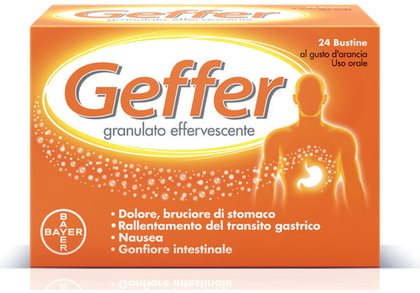 24 Bustine
al gusto d'arancia
Uso orale
Geffer
granulato effervescente
• Dolore, bruciore di stomaco
• Rallentamento del transito gastrico
• Nausea
• Gonfiore intestinale
BAYER
BAYER